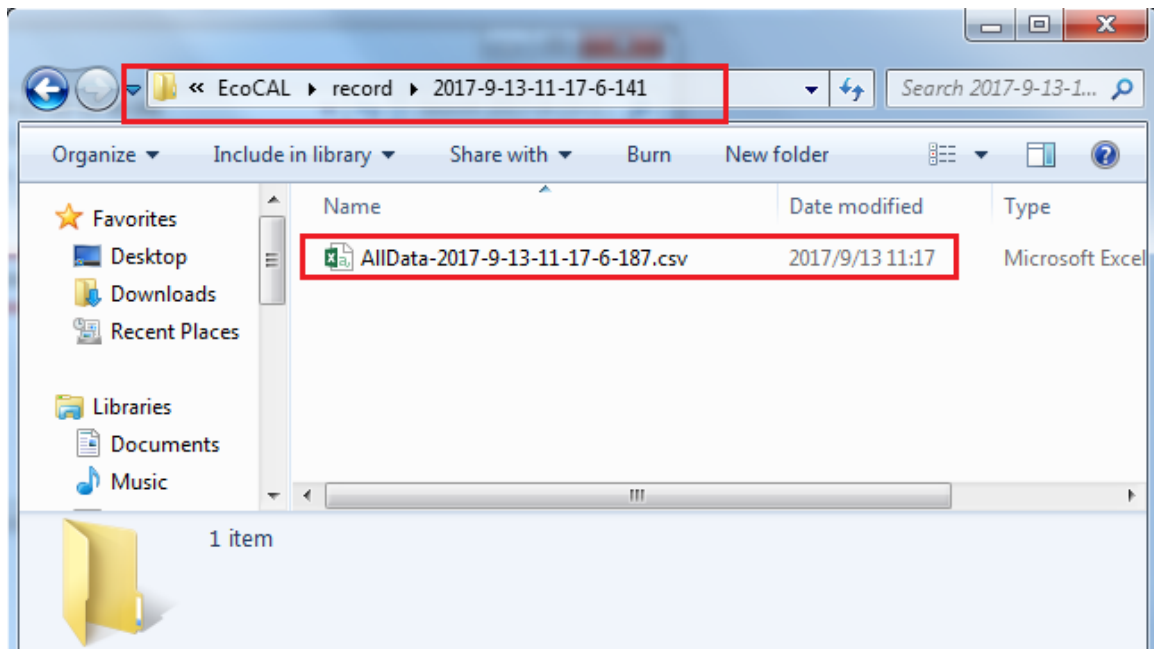 « EcoCAL ▸ record ▸ 2017-9-13-11-17-6-141 Search 2017-9-13-1...
Organize Include in library Share with Burn New folder
Name Date modified Type
Favorites
Desktop
AllData-2017-9-13-11-17-6-187.csv 2017/9/13 11:17 Microsoft Excel
Downloads
Recent Places
Libraries
Documents
Music
1 item